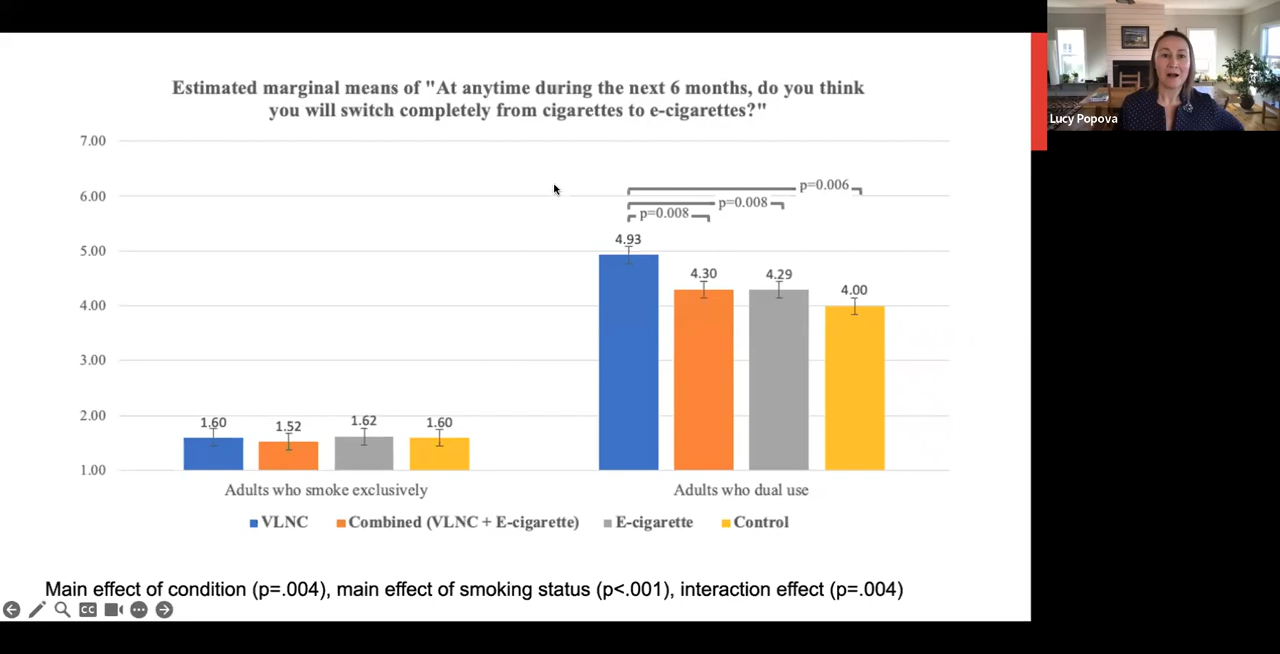 Estimated marginal means of "At anytime during the next 6 months, do you think
you will switch completely from cigarettes to e-cigarettes?"
Lucy Popova
7.00
6.00
5.00
4.00
3.00
2.00
1.00
p=0.006
p=0.008
p=0.008
1.60
1.52
1.62
1.60
4.93
4.30
4.29
4.00
Adults who smoke exclusively
Adults who dual use
VLNC
Combined (VLNC + E-cigarette)
E-cigarette
Control
Main effect of condition (p=.004), main effect of smoking status (p<.001), interaction effect (p=.004)
CC